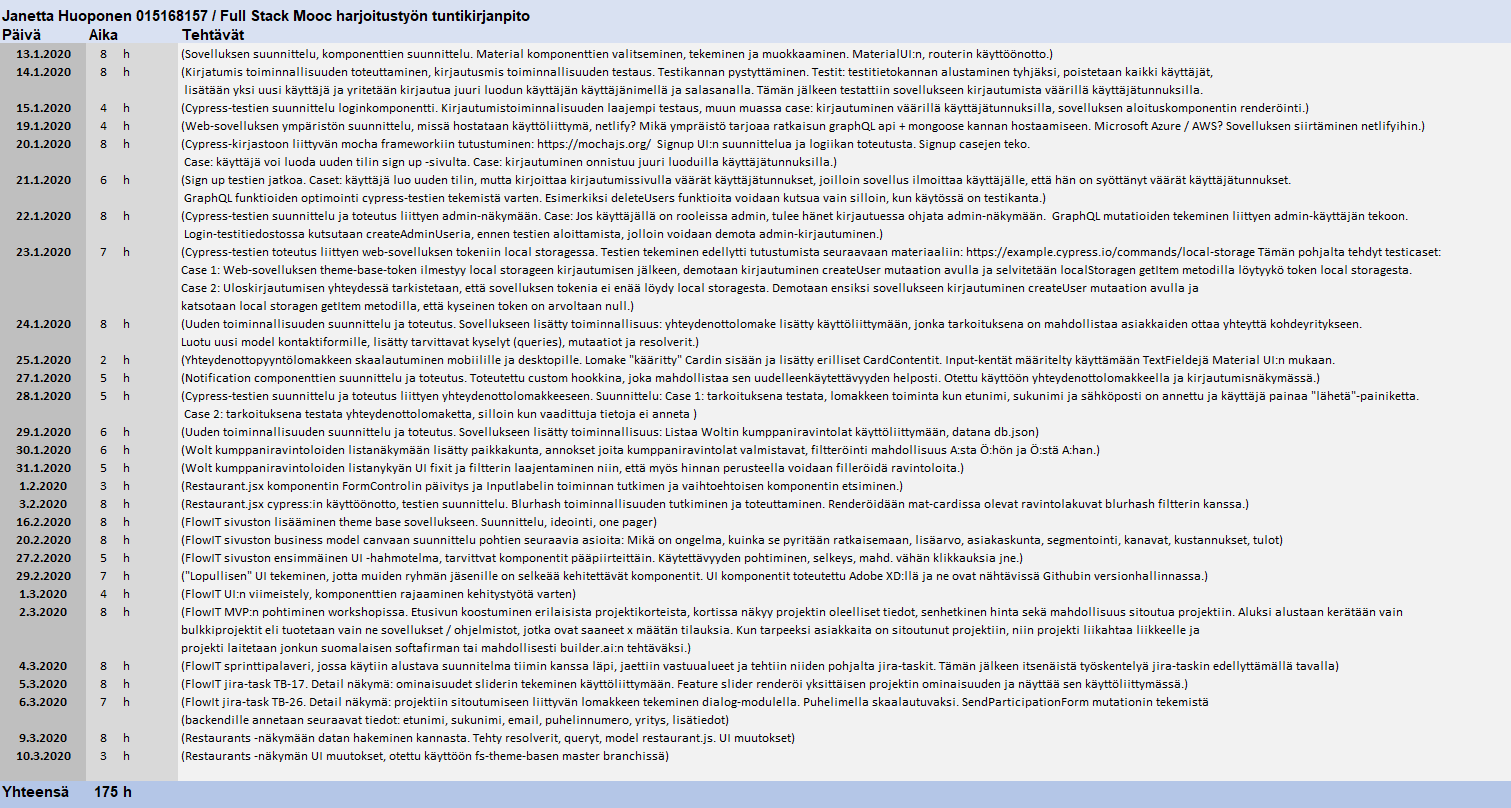 Janetta Huoponen 015168157 / Full Stack Mooc harjoitustyön tuntikirjanpito
Päivä Aika Tehtävät
13.1.2020 8 h (Sovelluksen suunnittelu, komponenttien suunnittelu. Material komponenttien valitseminen, tekeminen ja muokkaaminen. MaterialUI:n, routerin käyttöönotto.)
14.1.2020 8 h (Kirjatumis toiminnallisuuden toteuttaminen, kirjautusmis toiminnallisuuden testaus. Testikannan pystyttäminen. Testit: testitietokannan alustaminen tyhjäksi, poistetaan kaikki käyttäjät,
lisätään yksi uusi käyttäjä ja yritetään kirjautua juuri luodun käyttäjän käyttäjänimellä ja salasanalla. Tämän jälkeen testattiin sovellukseen kirjautumista väärillä käyttäjätunnuksilla.
15.1.2020 4 h (Cypress-testien suunnittelu loginkomponentti. Kirjautumistoiminnalisuuden laajempi testaus, muun muassa case: kirjautuminen väärillä käyttäjätunnuksilla, sovelluksen aloituskomponentin renderöinti.)
19.1.2020 4 h (Web-sovelluksen ympäristön suunnittelu, missä hostataan käyttöliittymä, netlify? Mikä ympräistö tarjoaa ratkaisun graphQL api + mongoose kannan hostaamiseen. Microsoft Azure / AWS? Sovelluksen siirtäminen netlifyihin.)
20.1.2020 8 h (Cypress-kirjastoon liittyvän mocha frameworkiin tutustuminen: https://mochajs.org/ Signup UI:n suunnittelua ja logiikan toteutusta. Signup casejen teko.
Case: käyttäjä voi luoda uuden tilin sign up -sivulta. Case: kirjautuminen onnistuu juuri luoduilla käyttäjätunnuksilla.)
21.1.2020 6 h (Sign up testien jatkoa. Caset: käyttäjä luo uuden tilin, mutta kirjoittaa kirjautumissivulla väärät käyttäjätunnukset, joilloin sovellus ilmoittaa käyttäjälle, että hän on syöttänyt väärät käyttäjätunnukset.
GraphQL funktioiden optimointi cypress-testien tekemistä varten. Esimerkiksi deleteUsers funktioita voidaan kutsua vain silloin, kun käytössä on testikanta.)
22.1.2020 8 h (Cypress-testien suunnittelu ja toteutus liittyen admin-näkymään. Case: Jos käyttäjällä on rooleissa admin, tulee hänet kirjautuessa ohjata admin-näkymään. GraphQL mutatioiden tekeminen liittyen admin-käyttäjän tekoon.
Login-testitiedostossa kutsutaan createAdminUseria, ennen testien aloittamista, jolloin voidaan demota admin-kirjautuminen.)
23.1.2020 7 h (Cypress-testien toteutus liittyen web-sovelluksen tokeniin local storagessa. Testien tekeminen edellytti tutustumista seuraavaan materiaaliin: https://example.cypress.io/commands/local-storage Tämän pohjalta tehdyt testicaset:
Case 1: Web-sovelluksen theme-base-token ilmestyy local storageen kirjautumisen jälkeen, demotaan kirjautuminen createUser mutaation avulla ja selvitetään localStoragen getItem metodilla löytyykö token local storagesta.
Case 2: Uloskirjautumisen yhteydessä tarkistetaan, että sovelluksen tokenia ei enää löydy local storagesta. Demotaan ensiksi sovellukseen kirjautuminen createUser mutaation avulla ja
katsotaan local storagen getItem metodilla, että kyseinen token on arvoltaan null.)
24.1.2020 8 h (Uuden toiminnallisuuden suunnittelu ja toteutus. Sovellukseen lisätty toiminnallisuus: yhteydenottolomake lisätty käyttöliittymään, jonka tarkoituksena on mahdollistaa asiakkaiden ottaa yhteyttä kohdeyritykseen.
Luotu uusi model kontaktiformille, lisätty tarvittavat kyselyt (queries), mutaatiot ja resolverit.)
25.1.2020 2 h (Yhteydenottopyyntölomakkeen skaalautuminen mobiilille ja desktopille. Lomake "kääritty" Cardin sisään ja lisätty erilliset CardContentit. Input-kentät määritelty käyttämään TextFieldejä Material UI:n mukaan.
27.1.2020 5 h (Notification componenttien suunnittelu ja toteutus. Toteutettu custom hookkina, joka mahdollistaa sen uudelleenkäytettävyyden helposti. Otettu käyttöön yhteydenottolomakkeella ja kirjautumisnäkymässä.)
28.1.2020 5 h (Cypress-testien suunnittelu ja toteutus liittyen yhteydenottolomakkeeseen. Suunnittelu: Case 1: tarkoituksena testata, lomakkeen toiminta kun etunimi, sukunimi ja sähköposti on annettu ja käyttäjä painaa "lähetä"-painiketta.
Case 2: tarkoituksena testata yhteydenottolomaketta, silloin kun vaadittuja tietoja ei anneta )
29.1.2020 6 h (Uuden toiminnallisuuden suunnittelu ja toteutus. Sovellukseen lisätty toiminnallisuus: Listaa Woltin kumppaniravintolat käyttöliittymään, datana db.json)
30.1.2020 6 h (Wolt kumppaniravintoloiden listanäkymään lisätty paikkakunta, annokset joita kumppaniravintolat valmistavat, filtteröinti mahdollisuus A:sta Ö:hön ja Ö:stä A:han.)
31.1.2020 5 h (Wolt kumppaniravintoloiden listanykyän UI fixit ja filtterin laajentaminen niin, että myös hinnan perusteella voidaan filleröidä ravintoloita.)
1.2.2020 3 h (Restaurant.jsx komponentin FormControlin päivitys ja Inputlabelin toiminnan tutkimen ja vaihtoehtoisen komponentin etsiminen.)
3.2.2020 8 h (Restaurant.jsx cypress:in käyttöönotto, testien suunnittelu. Blurhash toiminnallisuuden tutkiminen ja toteuttaminen. Renderöidään mat-cardissa olevat ravintolakuvat blurhash filtterin kanssa.)
16.2.2020 8 h (FlowIT sivuston lisääminen theme base sovellukseen. Suunnittelu, ideointi, one pager)
20.2.2020 8 h (FlowIT sivuston business model canvaan suunnittelu pohtien seuraavia asioita: Mikä on ongelma, kuinka se pyritään ratkaisemaan, lisäarvo, asiakaskunta, segmentointi, kanavat, kustannukset, tulot)
27.2.2020 5 h (FlowIT sivuston ensimmäinen UI -hahmotelma, tarvittvat komponentit pääpiirteittäin. Käytettävyyden pohtiminen, selkeys, mahd. vähän klikkauksia jne.)
29.2.2020 7 h ("Lopullisen" UI tekeminen, jotta muiden ryhmän jäsenille on selkeää kehitettävät komponentit. UI komponentit toteutettu Adobe XD:llä ja ne ovat nähtävissä Githubin versionhallinnassa.)
1.3.2020 4 h (FlowIT UI:n viimeistely, komponenttien rajaaminen kehitystyötä varten)
2.3.2020 8 h (FlowIT MVP:n pohtiminen workshopissa. Etusivun koostuminen erilaisista projektikorteista, kortissa näkyy projektin oleelliset tiedot, senhetkinen hinta sekä mahdollisuus sitoutua projektiin. Aluksi alustaan kerätään vain
bulkkiprojektit eli tuotetaan vain ne sovellukset / ohjelmistot, jotka ovat saaneet x määtän tilauksia. Kun tarpeeksi asiakkaita on sitoutunut projektiin, niin projekti liikahtaa liikkeelle ja
projekti laitetaan jonkun suomalaisen softafirman tai mahdollisesti builder.ai:n tehtäväksi.)
4.3.2020 8 h (FlowIT sprinttipalaveri, jossa käytiin alustava suunnitelma tiimin kanssa läpi, jaettiin vastuualueet ja tehtiin niiden pohjalta jira-taskit. Tämän jälkeen itsenäistä työskentelyä jira-taskin edellyttämällä tavalla)
5.3.2020 8 h (FlowIT jira-task TB-17. Detail näkymä: ominaisuudet sliderin tekeminen käyttöliittymään. Feature slider renderöi yksittäisen projektin ominaisuuden ja näyttää sen käyttöliittymässä.)
6.3.2020 7 h (FlowIt jira-task TB-26. Detail näkymä: projektiin sitoutumiseen liittyvän lomakkeen tekeminen dialog-modulella. Puhelimella skaalautuvaksi. SendParticipationForm mutationin tekemistä
(backendille annetaan seuraavat tiedot: etunimi, sukunimi, email, puhelinnumero, yritys, lisätiedot)
9.3.2020 8 h (Restaurants -näkymään datan hakeminen kannasta. Tehty resolverit, queryt, model restaurant.js. UI muutokset)
10.3.2020 3 h (Restaurants -näkymän UI muutokset, otettu käyttöön fs-theme-basen master branchissä)
Yhteensä 175 h